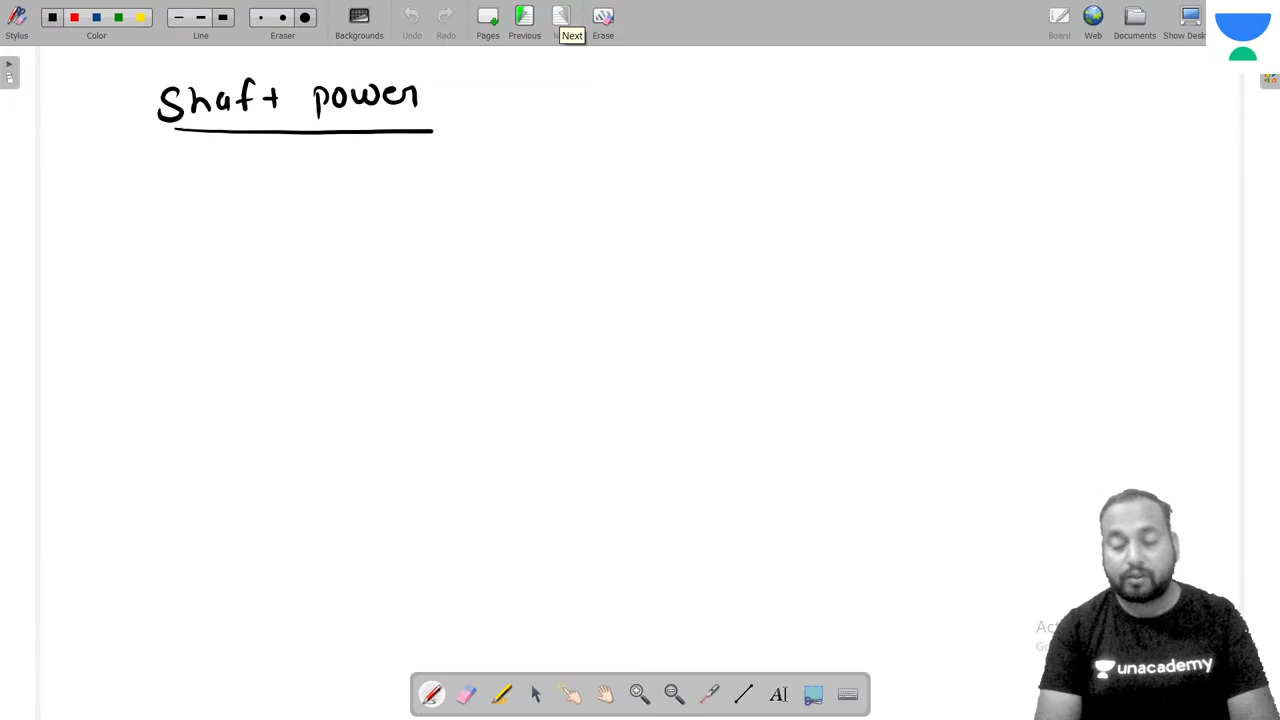 Stylus
Color
Line
Eraser
Backgrounds
Undo
Redo
Pages
Previous
Next
Erase
Board
Web
Documents
Show Desk
Shaft power
unacademy
AI